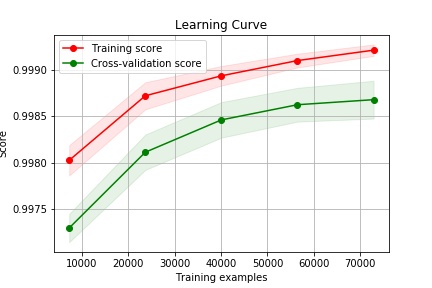 Learning Curve
Training score
Cross-validation score
0.9990
0.9985
0.9980
0.9975
Score
10000 20000 30000 40000 50000 60000 70000
Training examples